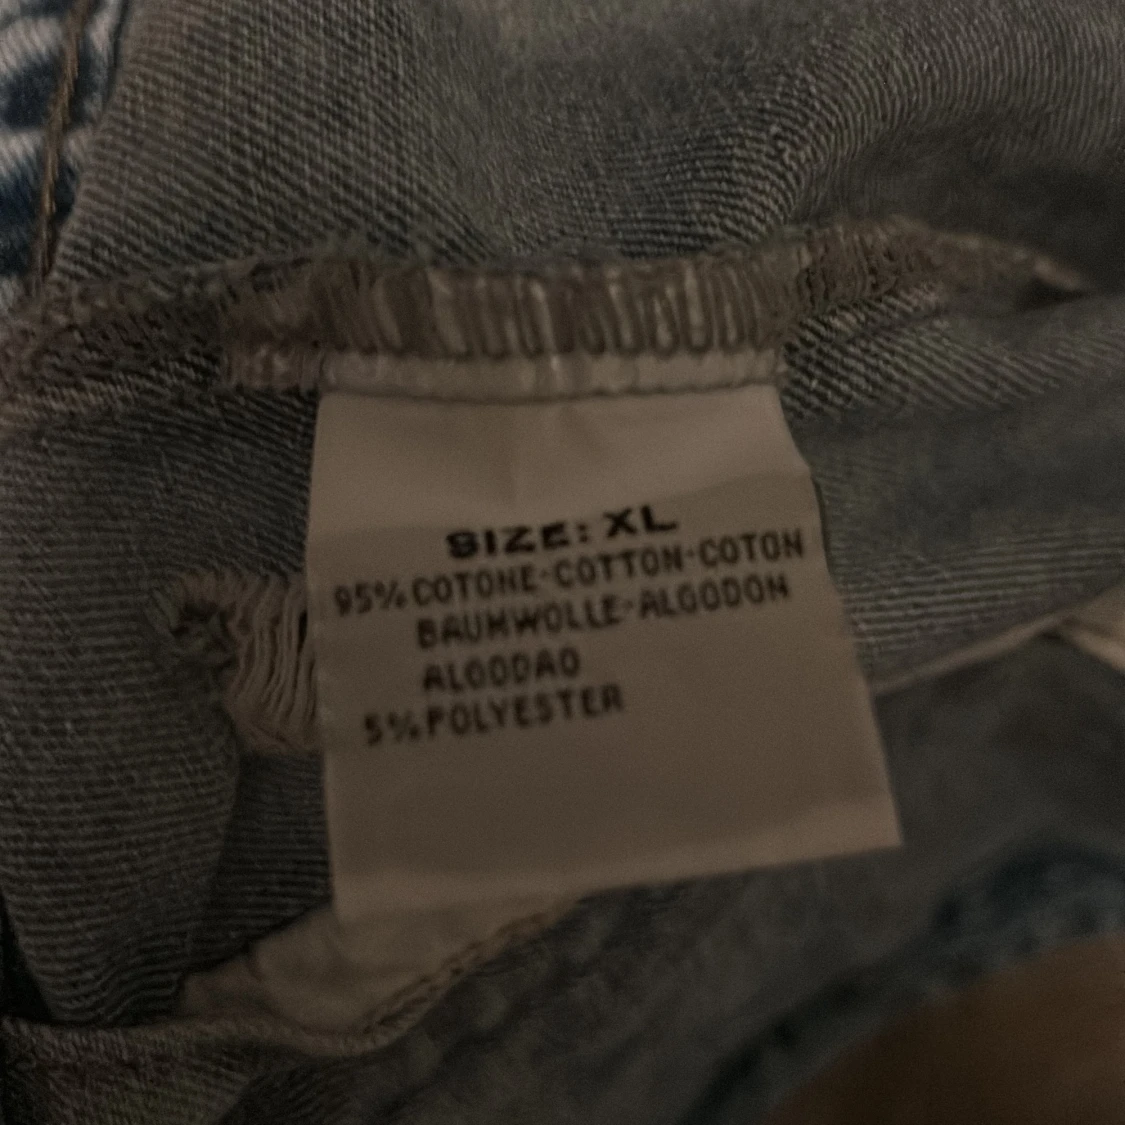 SIZE: XL
95% COTONE-COTTON-COTON
BAUMWOLLE-ALGODON
ALGODAO
5% POLYESTER